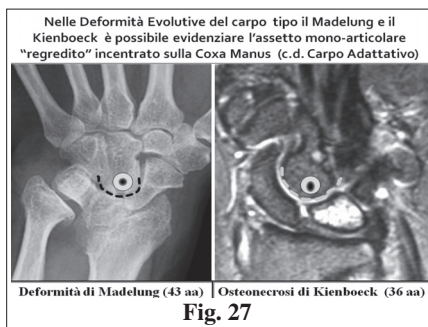 Nelle Deformità Evolutive del carpo tipo il Madelung e il
Kienboeck è possibile evidenziare l'assetto mono-articolare
"regredito" incentrato sulla Coxa Manus (c.d. Carpo Adattativo)
Deformità di Madelung (43 aa) Osteonecrosi di Kienboeck (36 aa)
Fig. 27